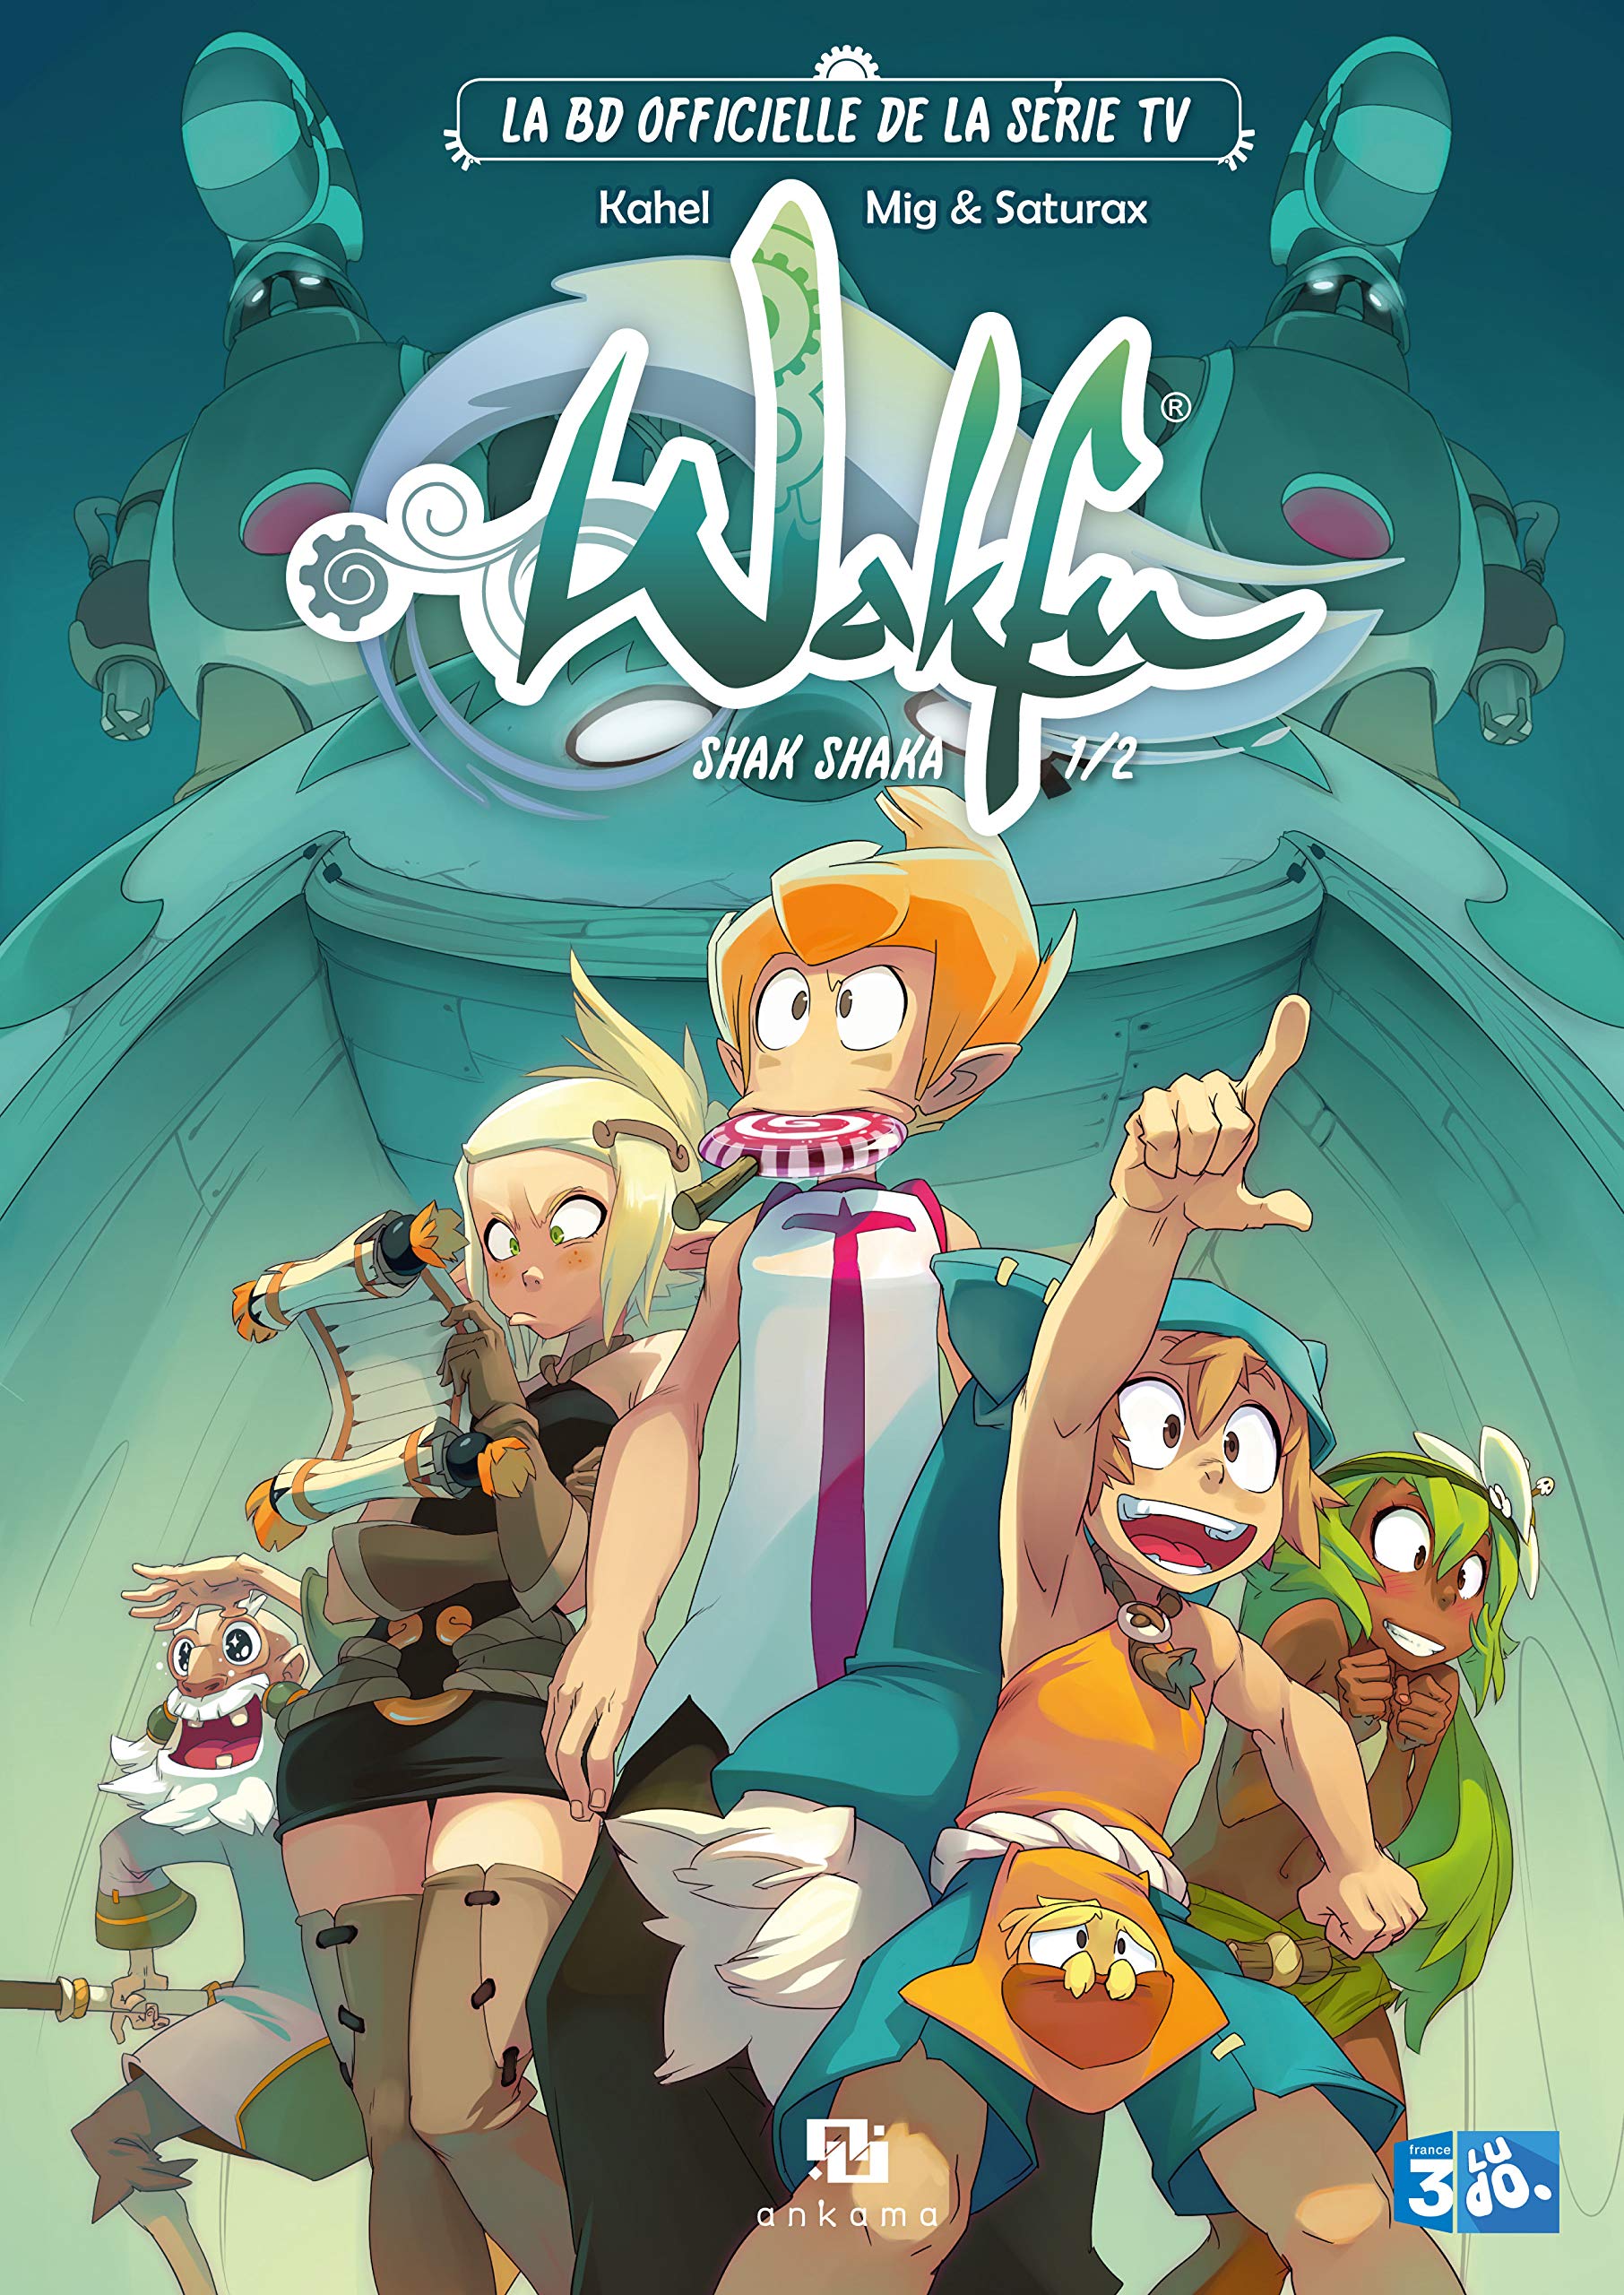 LA BD OFFICIELLE DE LA SÉRIE TV
Kahel Mig & Saturax
Wakfu®
SHAK SHAKA 1/2
ankama
france 3 LUDO.